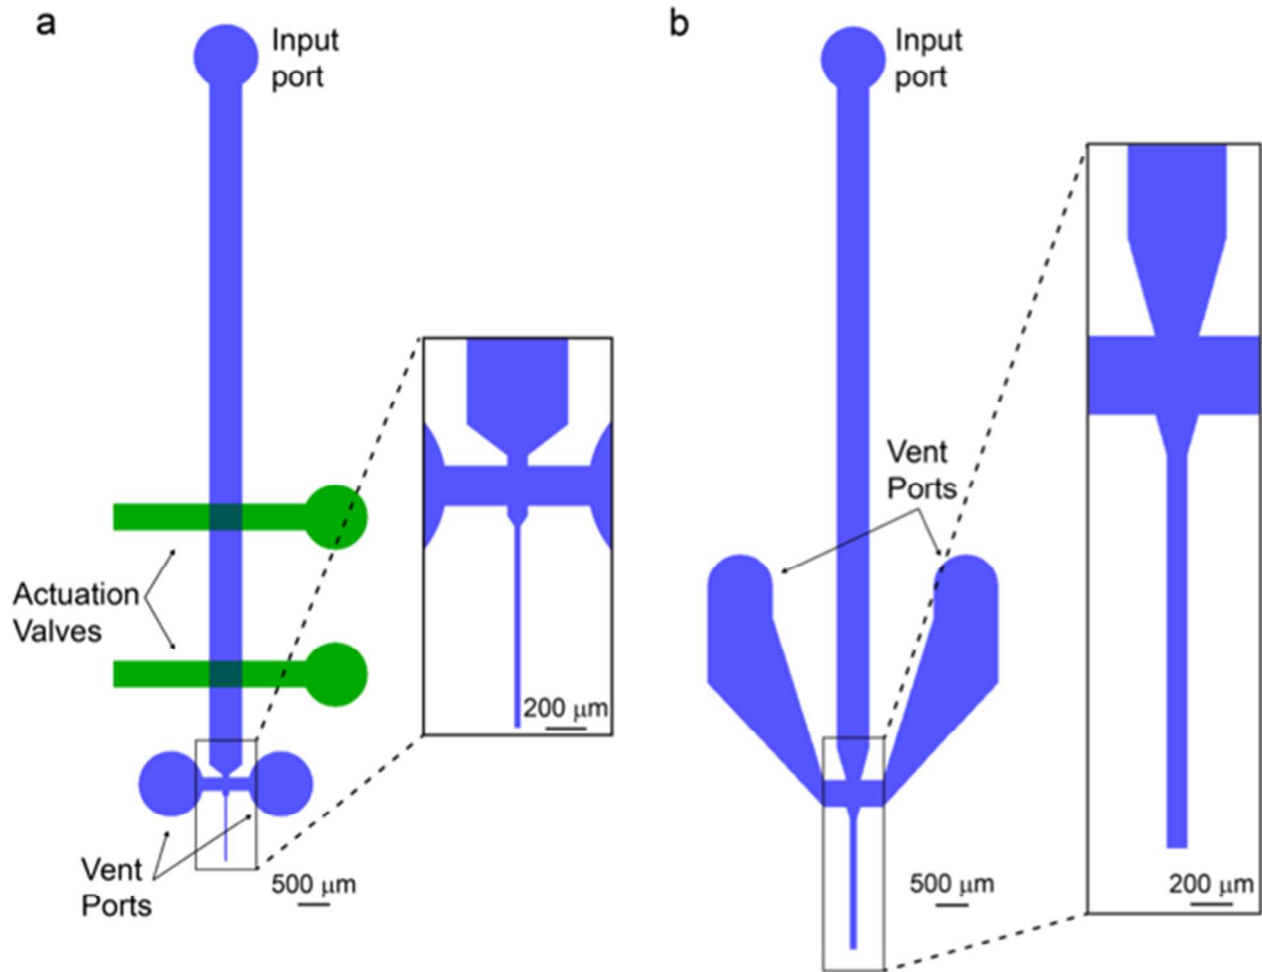 a
Input
port
Actuation
Valves
Vent
Ports
200 μm
500 μm
b
Input
port
Vent
Ports
500 μm
200 μm